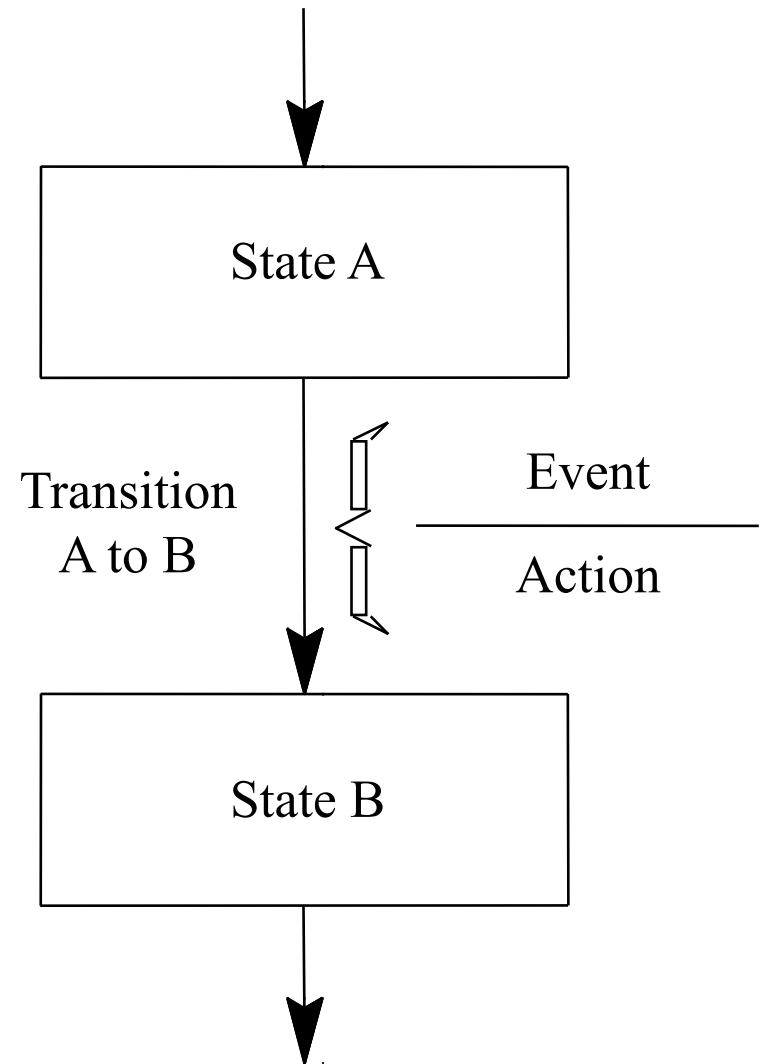 State A
Transition
A to B
Event
Action
State B